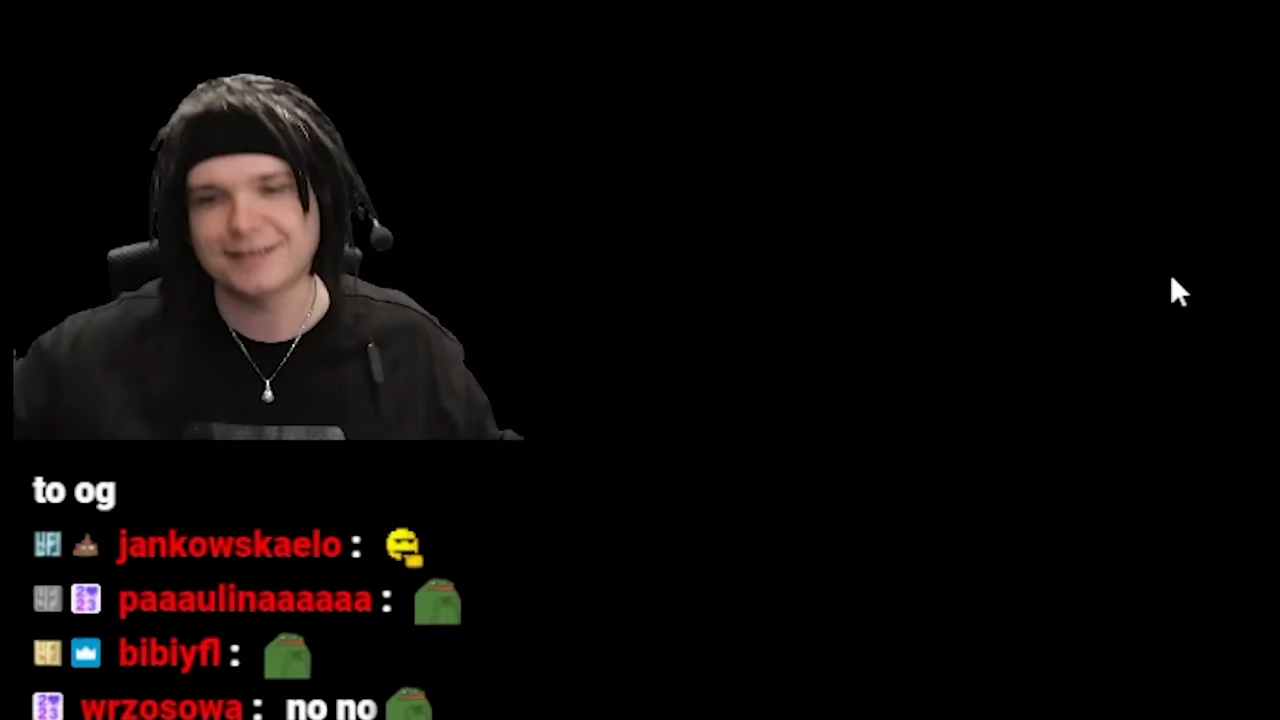 to og
jankowskaelo :
paaaulinaaaaaa :
bibiyfl :
wrzosowa : no no